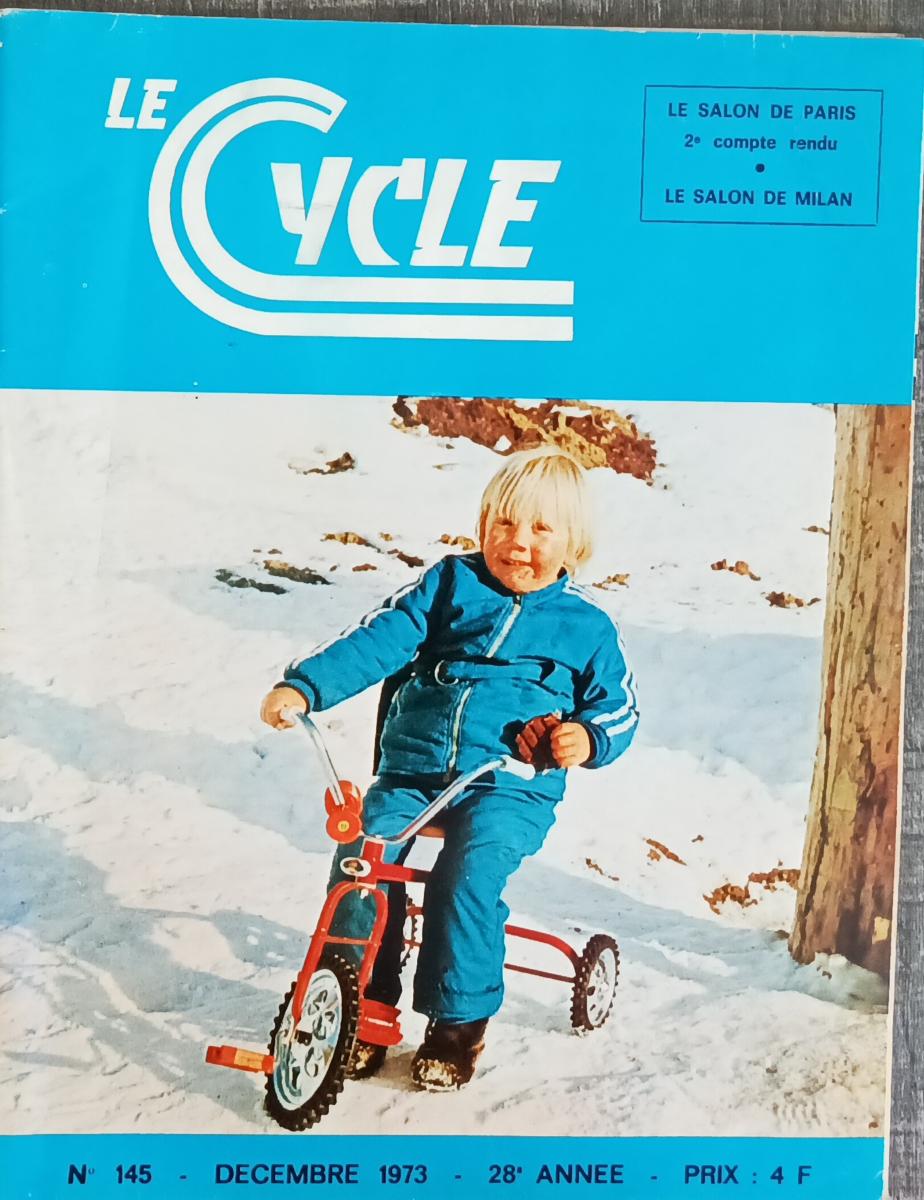 LE
CYCLE
LE SALON DE PARIS
2e compte rendu
•
LE SALON DE MILAN
N° 145 - DECEMBRE 1973 - 28e ANNEE - PRIX : 4 F